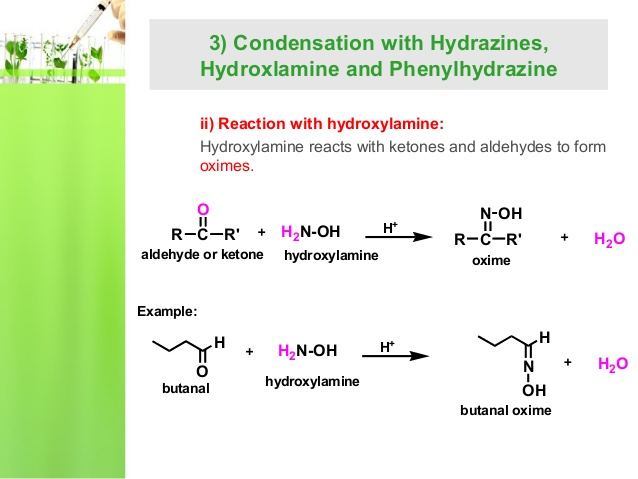 3) Condensation with Hydrazines,
Hydroxlamine and Phenylhydrazine
ii) Reaction with hydroxylamine:
Hydroxylamine reacts with ketones and aldehydes to form
oximes.
O
R–C–R' + H₂N-OH H⁺ N-OH
R–C–R' + H₂O
aldehyde or ketone hydroxylamine oxime
Example:
H
O
+ H₂N-OH H⁺ H
N
OH
+ H₂O
butanal hydroxylamine butanal oxime